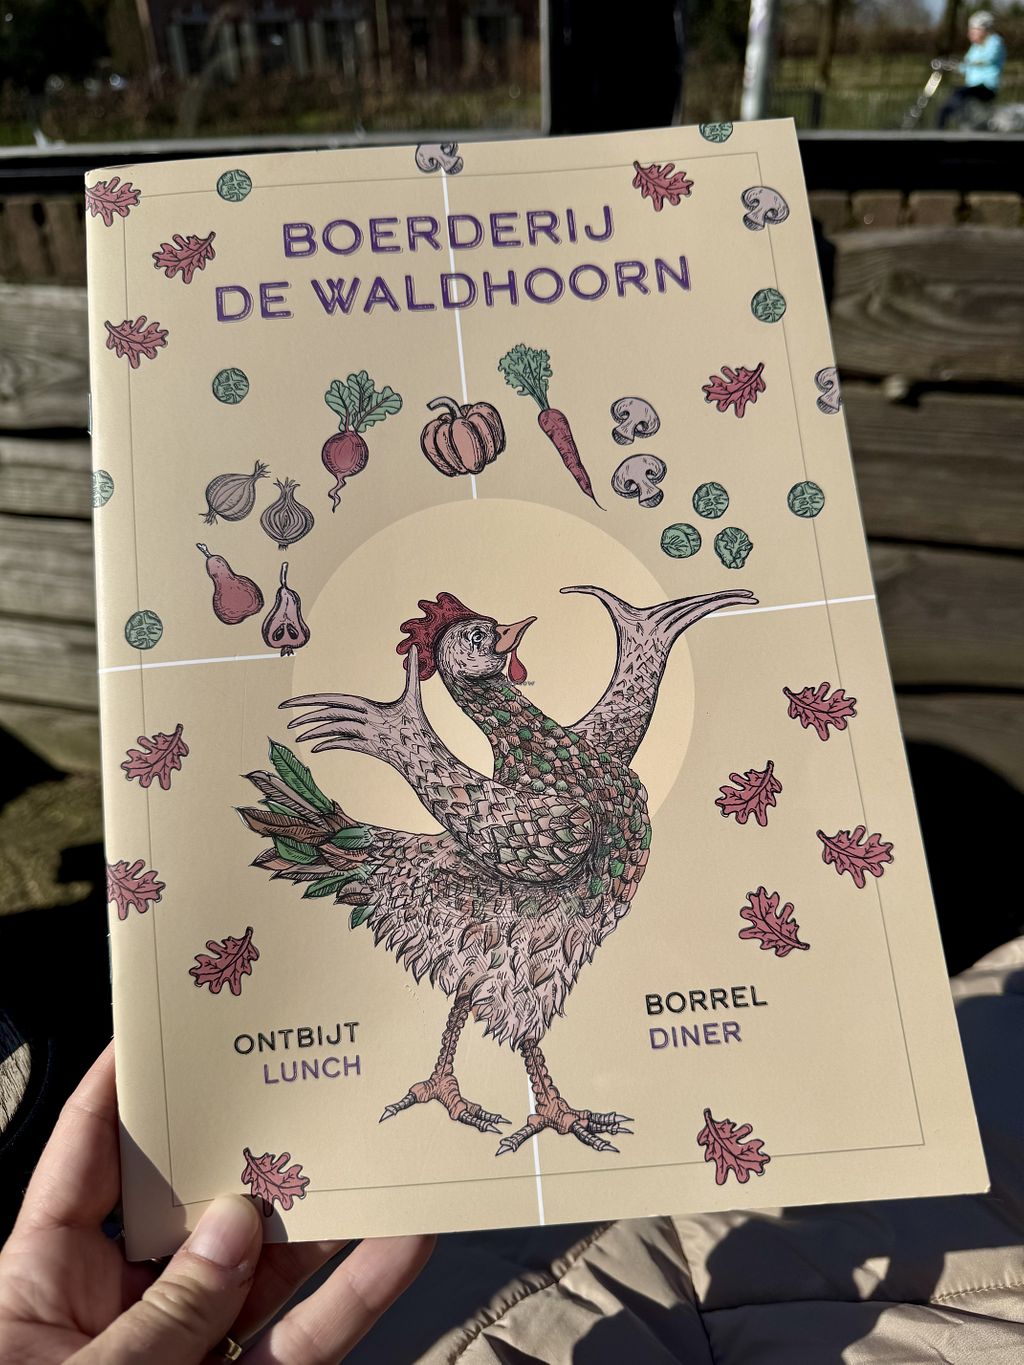 BOERDERIJ
DE WALDHOORN
ONTBIJT
LUNCH
BORREL
DINER